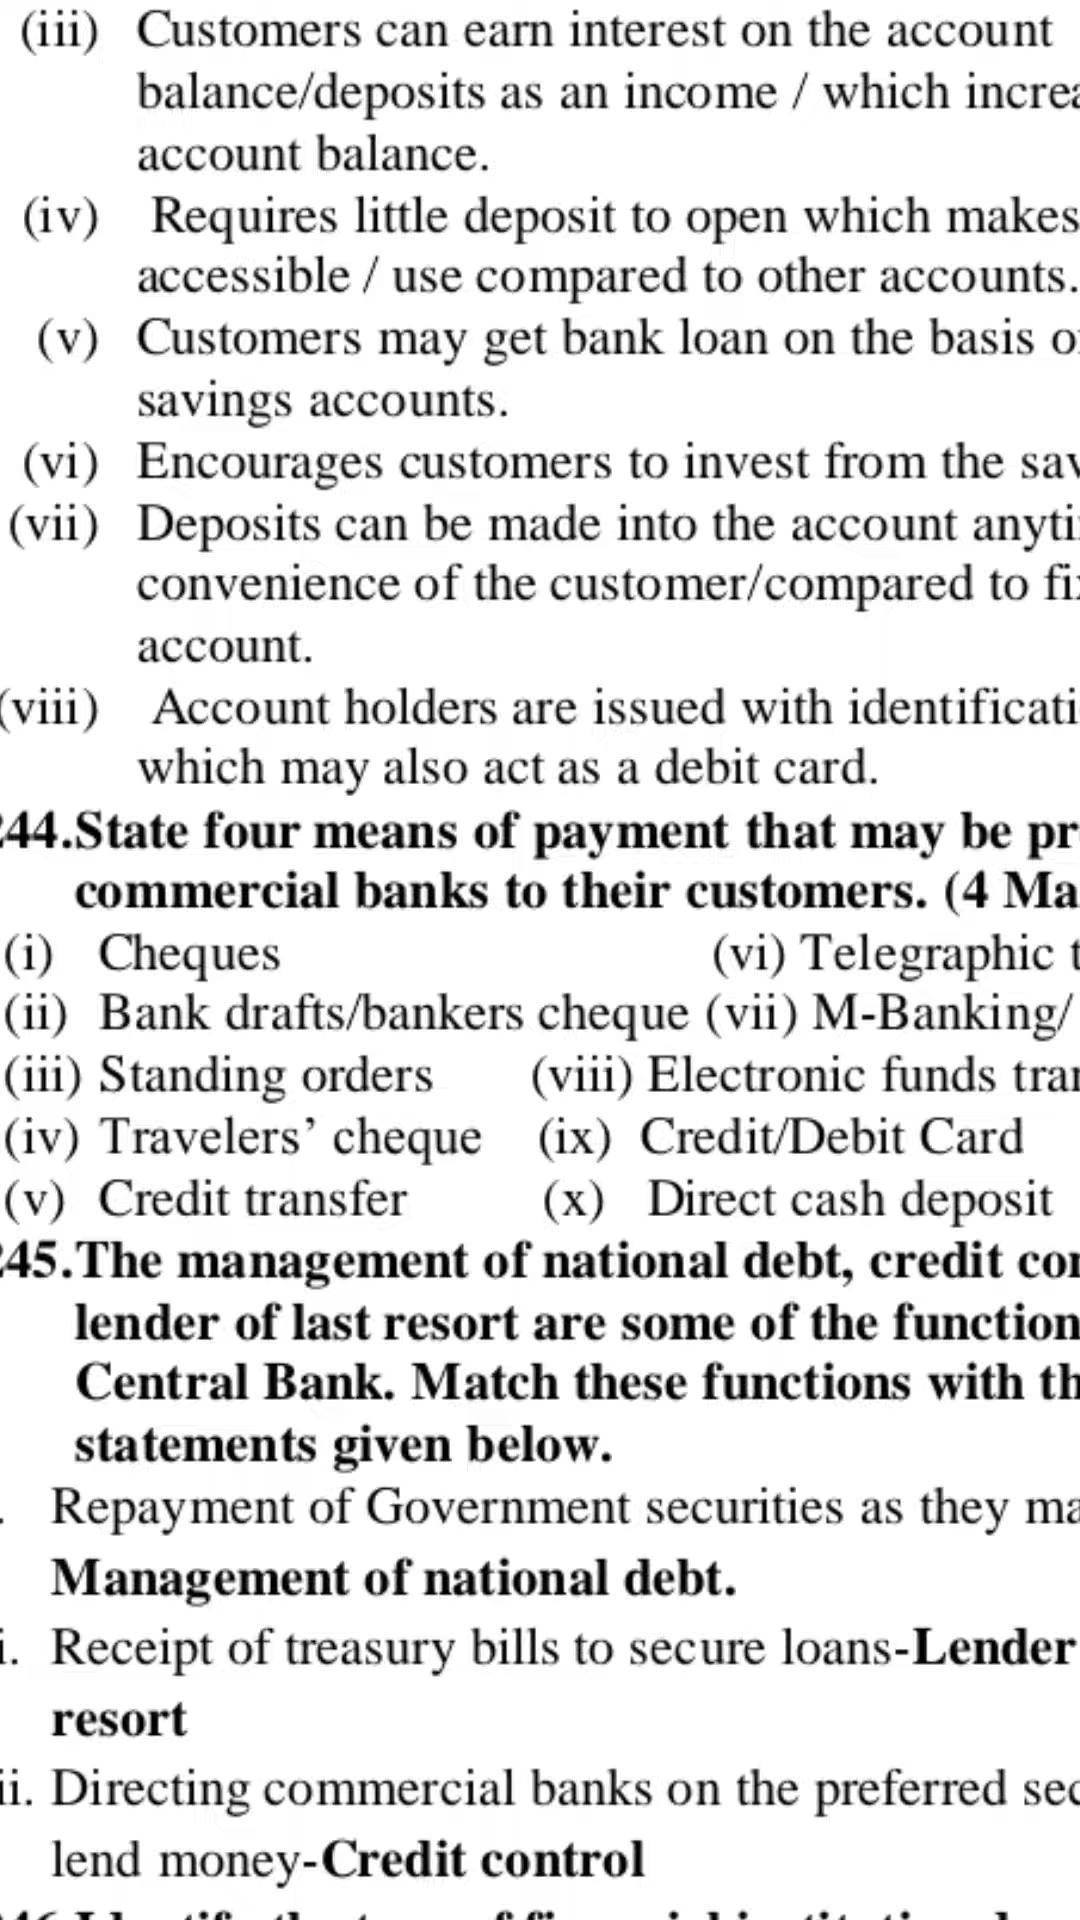 (iii) Customers can earn interest on the account
balance/deposits as an income / which increa
account balance.
(iv) Requires little deposit to open which makes
accessible / use compared to other accounts.
(v) Customers may get bank loan on the basis o
savings accounts.
(vi) Encourages customers to invest from the sav
(vii) Deposits can be made into the account anyti
convenience of the customer/compared to fi
account.
(viii) Account holders are issued with identificati
which may also act as a debit card.
244.State four means of payment that may be pr
commercial banks to their customers. (4 Ma
(i) Cheques (vi) Telegraphic t
(ii) Bank drafts/bankers cheque (vii) M-Banking/
(iii) Standing orders (viii) Electronic funds tran
(iv) Travelers’ cheque (ix) Credit/Debit Card
(v) Credit transfer (x) Direct cash deposit
245.The management of national debt, credit con
lender of last resort are some of the function
Central Bank. Match these functions with th
statements given below.
. Repayment of Government securities as they ma
Management of national debt.
i. Receipt of treasury bills to secure loans-Lender
resort
ii. Directing commercial banks on the preferred sec
lend money-Credit control